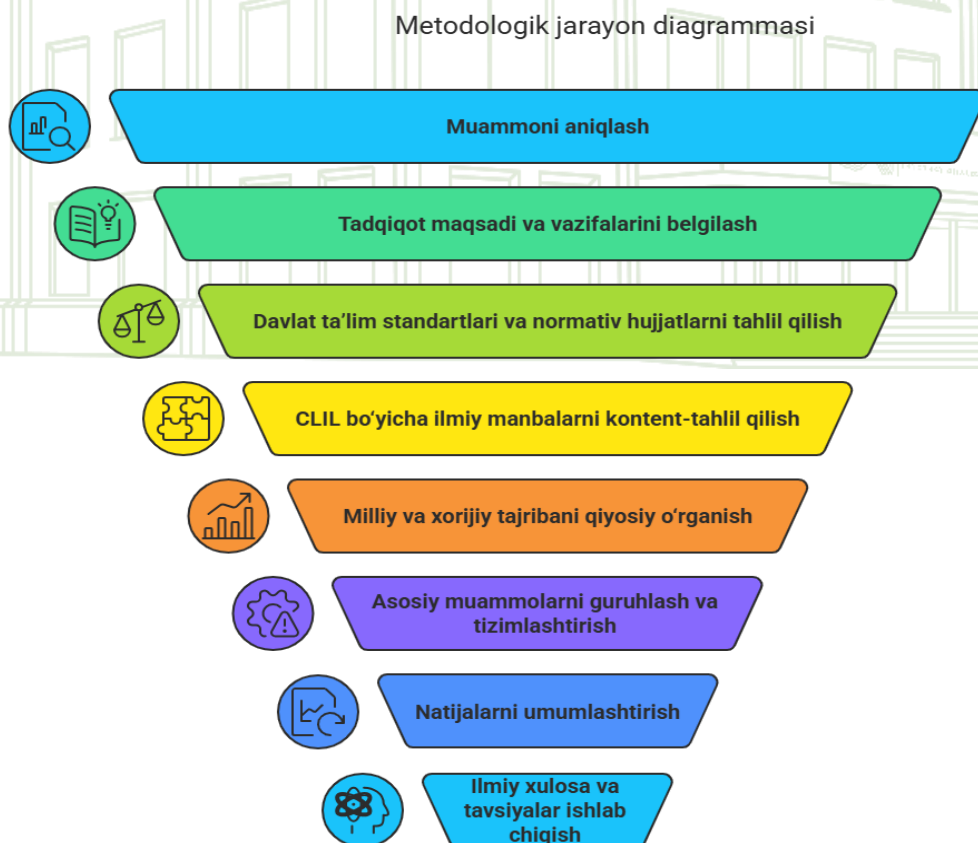 Metodologik jarayon diagrammasi
Muammoni aniqlash
Tadqiqot maqsadi va vazifalarini belgilash
Davlat ta’lim standartlari va normativ hujjatlarni tahlil qilish
CLIL bo‘yicha ilmiy manbalarni kontent-tahlil qilish
Milliy va xorijiy tajribani qiyosiy o‘rganish
Asosiy muammolarni guruhlash va
tizimlashtirish
Natijalarni umumlashtirish
Ilmiy xulosa va
tavsiyalar ishlab
chiqish